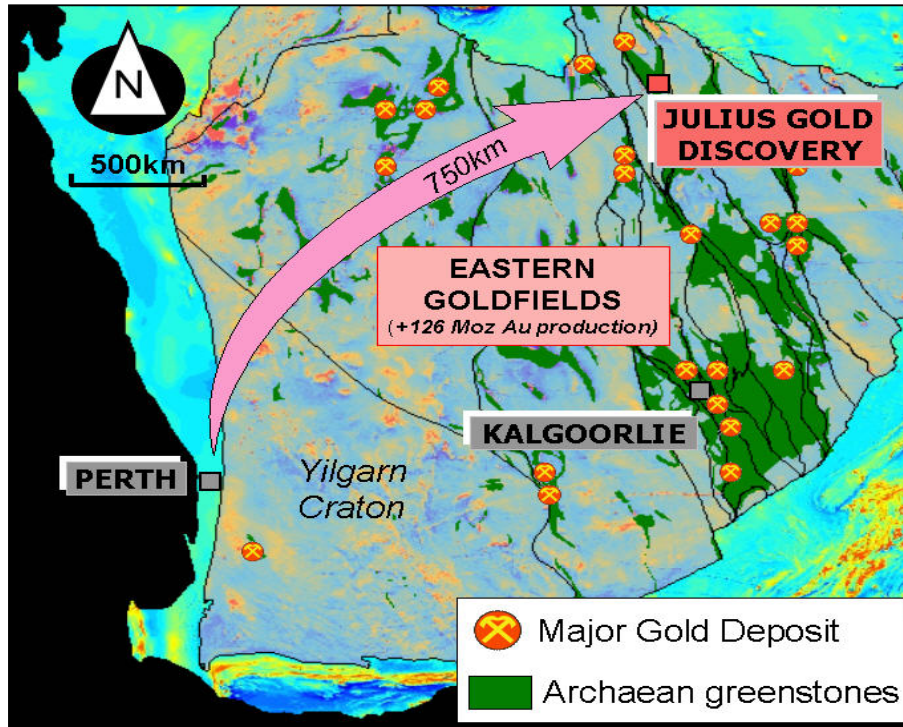 N
500km
750km
JULIUS GOLD
DISCOVERY
EASTERN
GOLDFIELDS
(+126 Moz Au production)
KALGOORLIE
PERTH
Yilgarn
Craton
Major Gold Deposit
Archaean greenstones